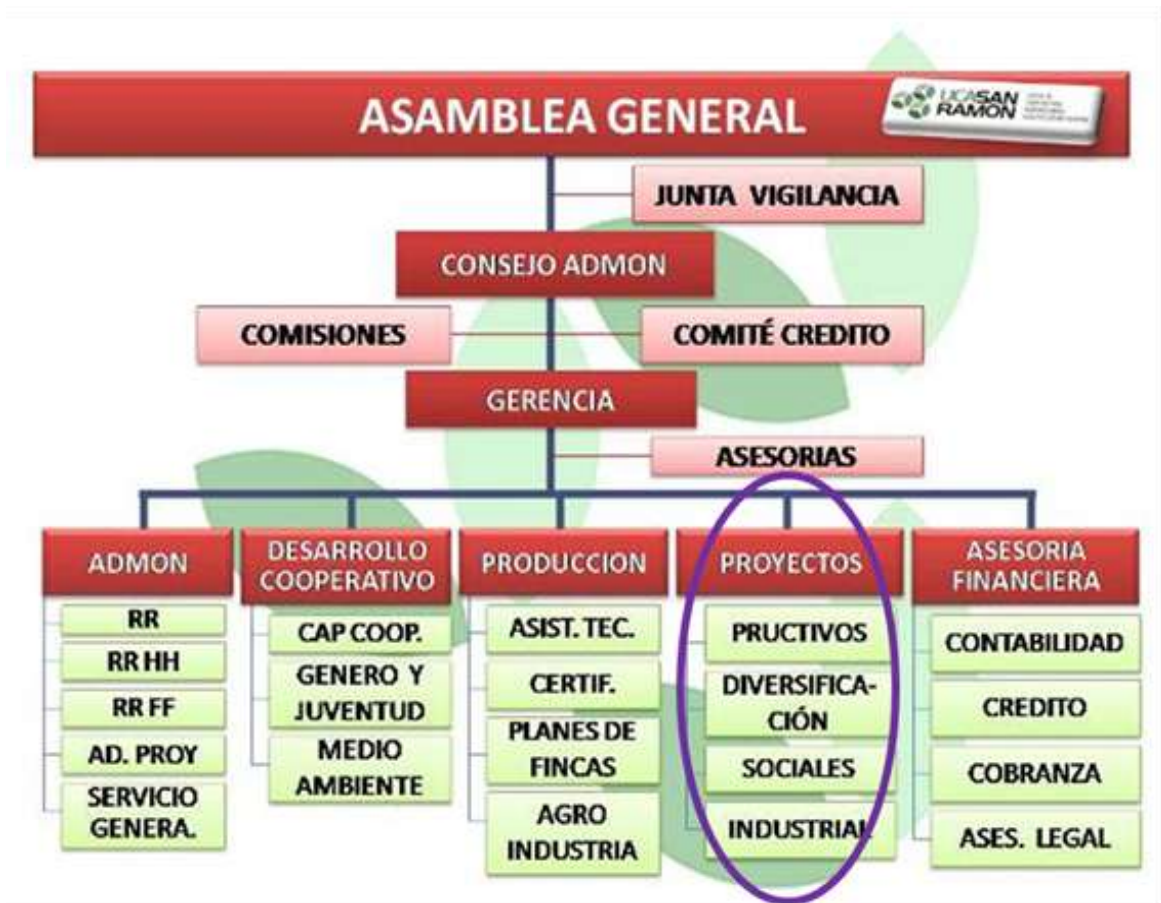 ASAMBLEA GENERAL
UCASAN
RAMON
JUNTA VIGILANCIA
CONSEJO ADMON
COMISIONES
COMITÉ CREDITO
GERENCIA
ASESORIAS
ADMON
RR
RR HH
RR FF
AD. PROY
SERVICIO
GENERA.
DESARROLLO
COOPERATIVO
CAP COOP.
GENERO Y
JUVENTUD
MEDIO
AMBIENTE
PRODUCCION
ASIST. TEC.
CERTIF.
PLANES DE
FINCAS
AGRO
INDUSTRIA
PROYECTOS
PRUCTIVOS
DIVERSIFICA-
CIÓN
SOCIALES
INDUSTRIAL
ASESORIA
FINANCIERA
CONTABILIDAD
CREDITO
COBRANZA
ASES. LEGAL